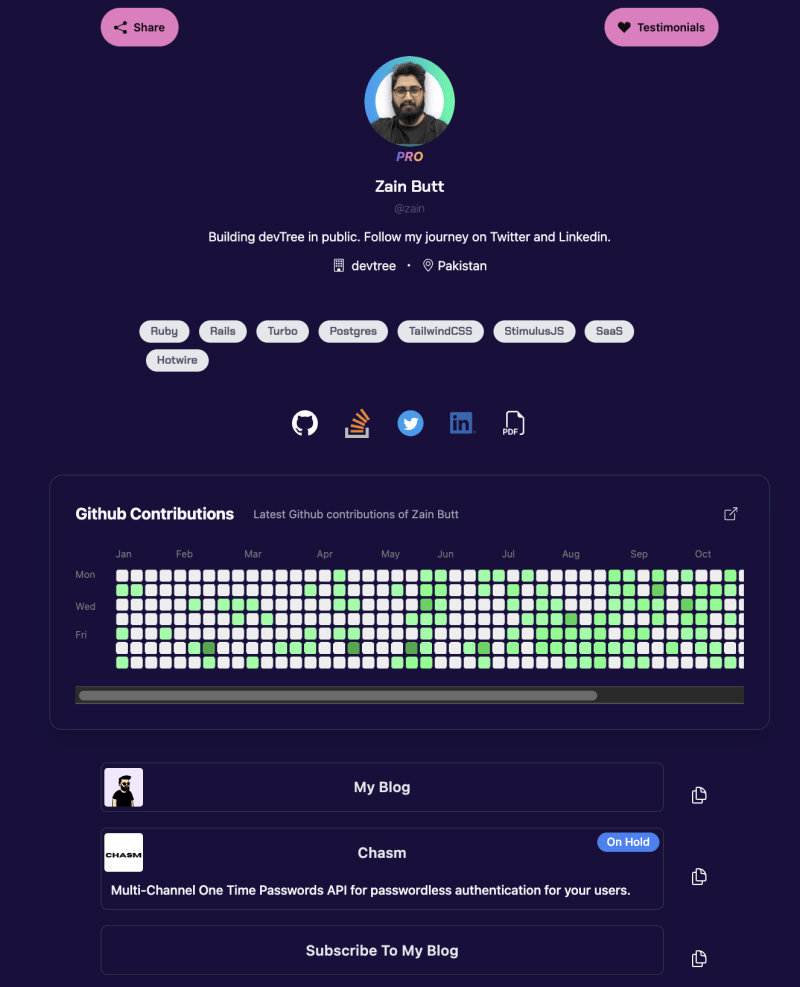 Share
Testimonials
PRO
Zain Butt
@zain
Building devTree in public. Follow my journey on Twitter and Linkedin.
devtree • Pakistan
Ruby Rails Turbo Postgres TailwindCSS StimulusJS SaaS
Hotwire
PDF
Github Contributions Latest Github contributions of Zain Butt
Jan Feb Mar Apr May Jun Jul Aug Sep Oct
Mon
Wed
Fri
My Blog
On Hold
CHASM
Chasm
Multi-Channel One Time Passwords API for passwordless authentication for your users.
Subscribe To My Blog